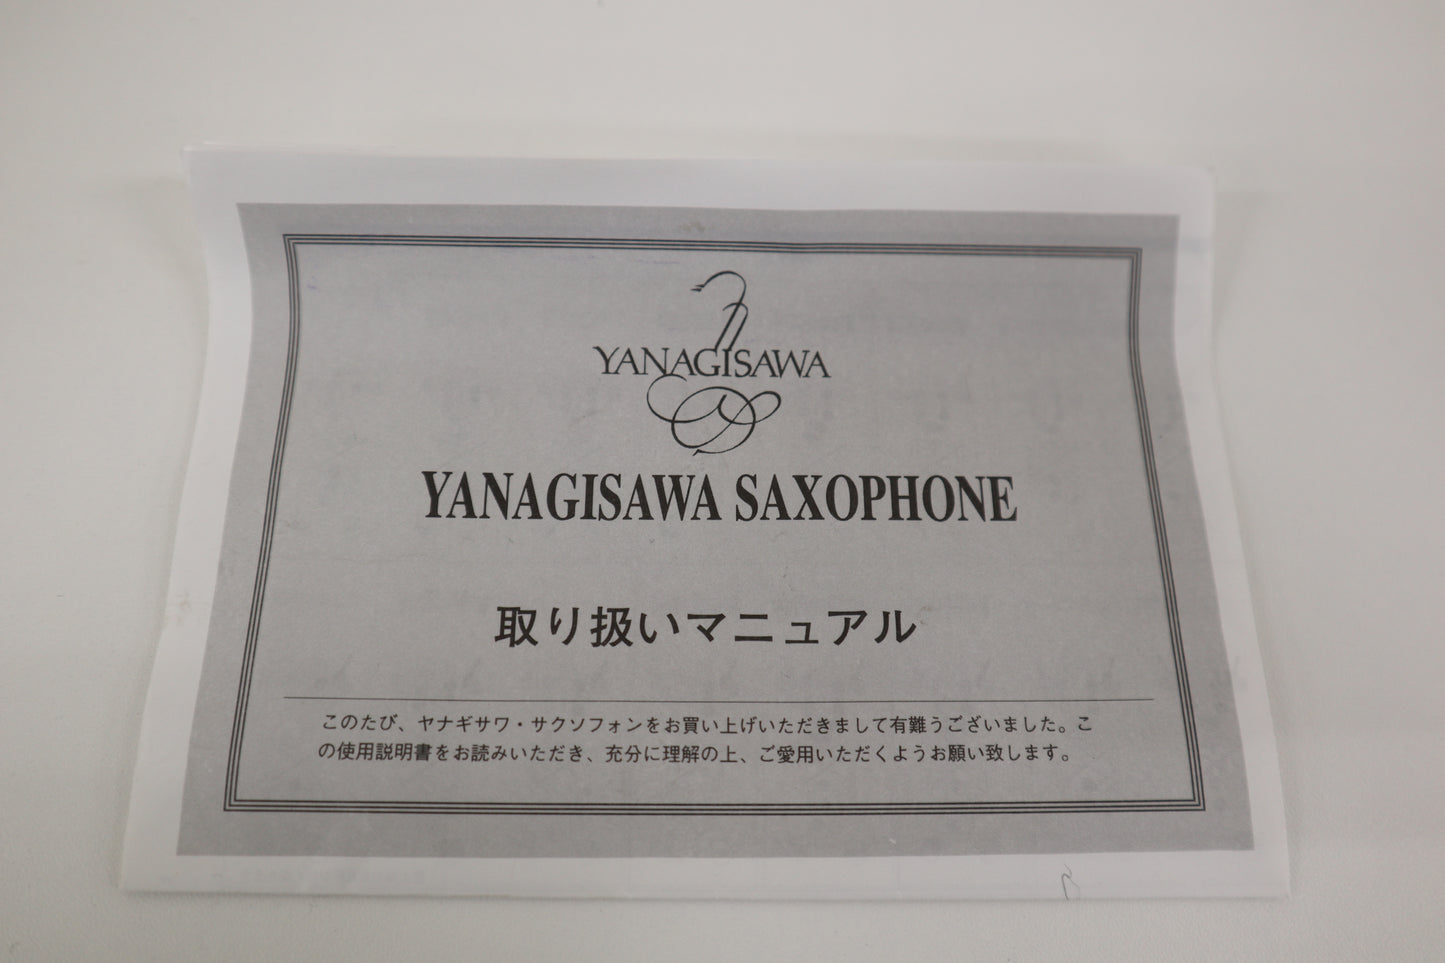 YANAGISAWA
YANAGISAWA SAXOPHONE
取り扱いマニュアル
このたび、ヤナギサワ・サクソフォンをお買い上げいただきまして有難うございました。こ
の使用説明書をお読みいただき、充分に理解の上、ご愛用いただくようお願い致します。